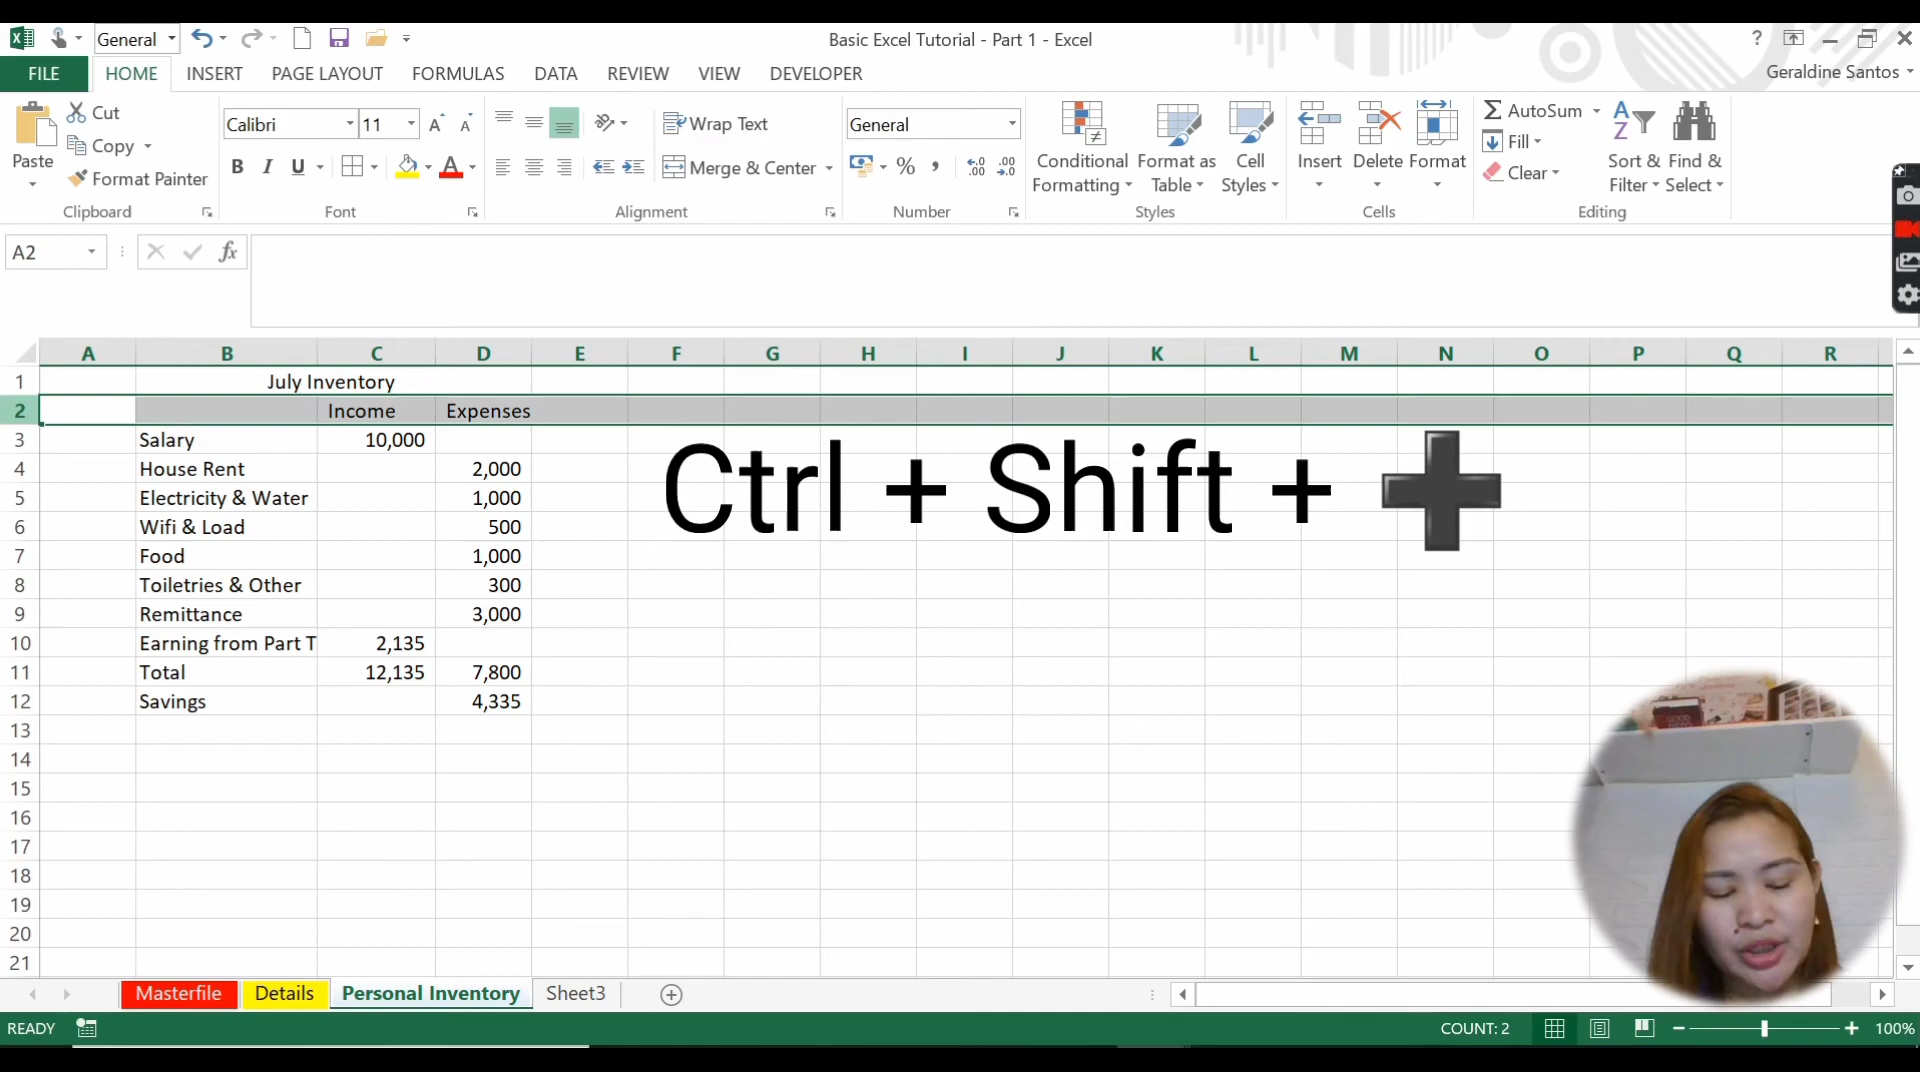 General
Basic Excel Tutorial - Part 1 - Excel
?
FILE HOME INSERT PAGE LAYOUT FORMULAS DATA REVIEW VIEW DEVELOPER
Geraldine Santos
Paste
Cut
Copy
Format Painter
Clipboard
Calibri 11
B I U
Font
Wrap Text
Merge & Center
Alignment
General
% ,
Number
Conditional Formatting
Format as Table
Cell Styles
Styles
Insert
Delete
Format
Cells
AutoSum
Fill
Clear
Sort & Filter
Find & Select
Editing
A2
fx
A B C D E F G H I J K L M N O P Q R
1 July Inventory
2 Income Expenses
3 Salary 10,000
4 House Rent 2,000
5 Electricity & Water 1,000
6 Wifi & Load 500
7 Food 1,000
8 Toiletries & Other 300
9 Remittance 3,000
10 Earning from Part T 2,135
11 Total 12,135 7,800
12 Savings 4,335
13
14
15
16
17
18
19
20
21
Ctrl + Shift + ➕
Masterfile Details Personal Inventory Sheet3
READY
COUNT: 2
100%